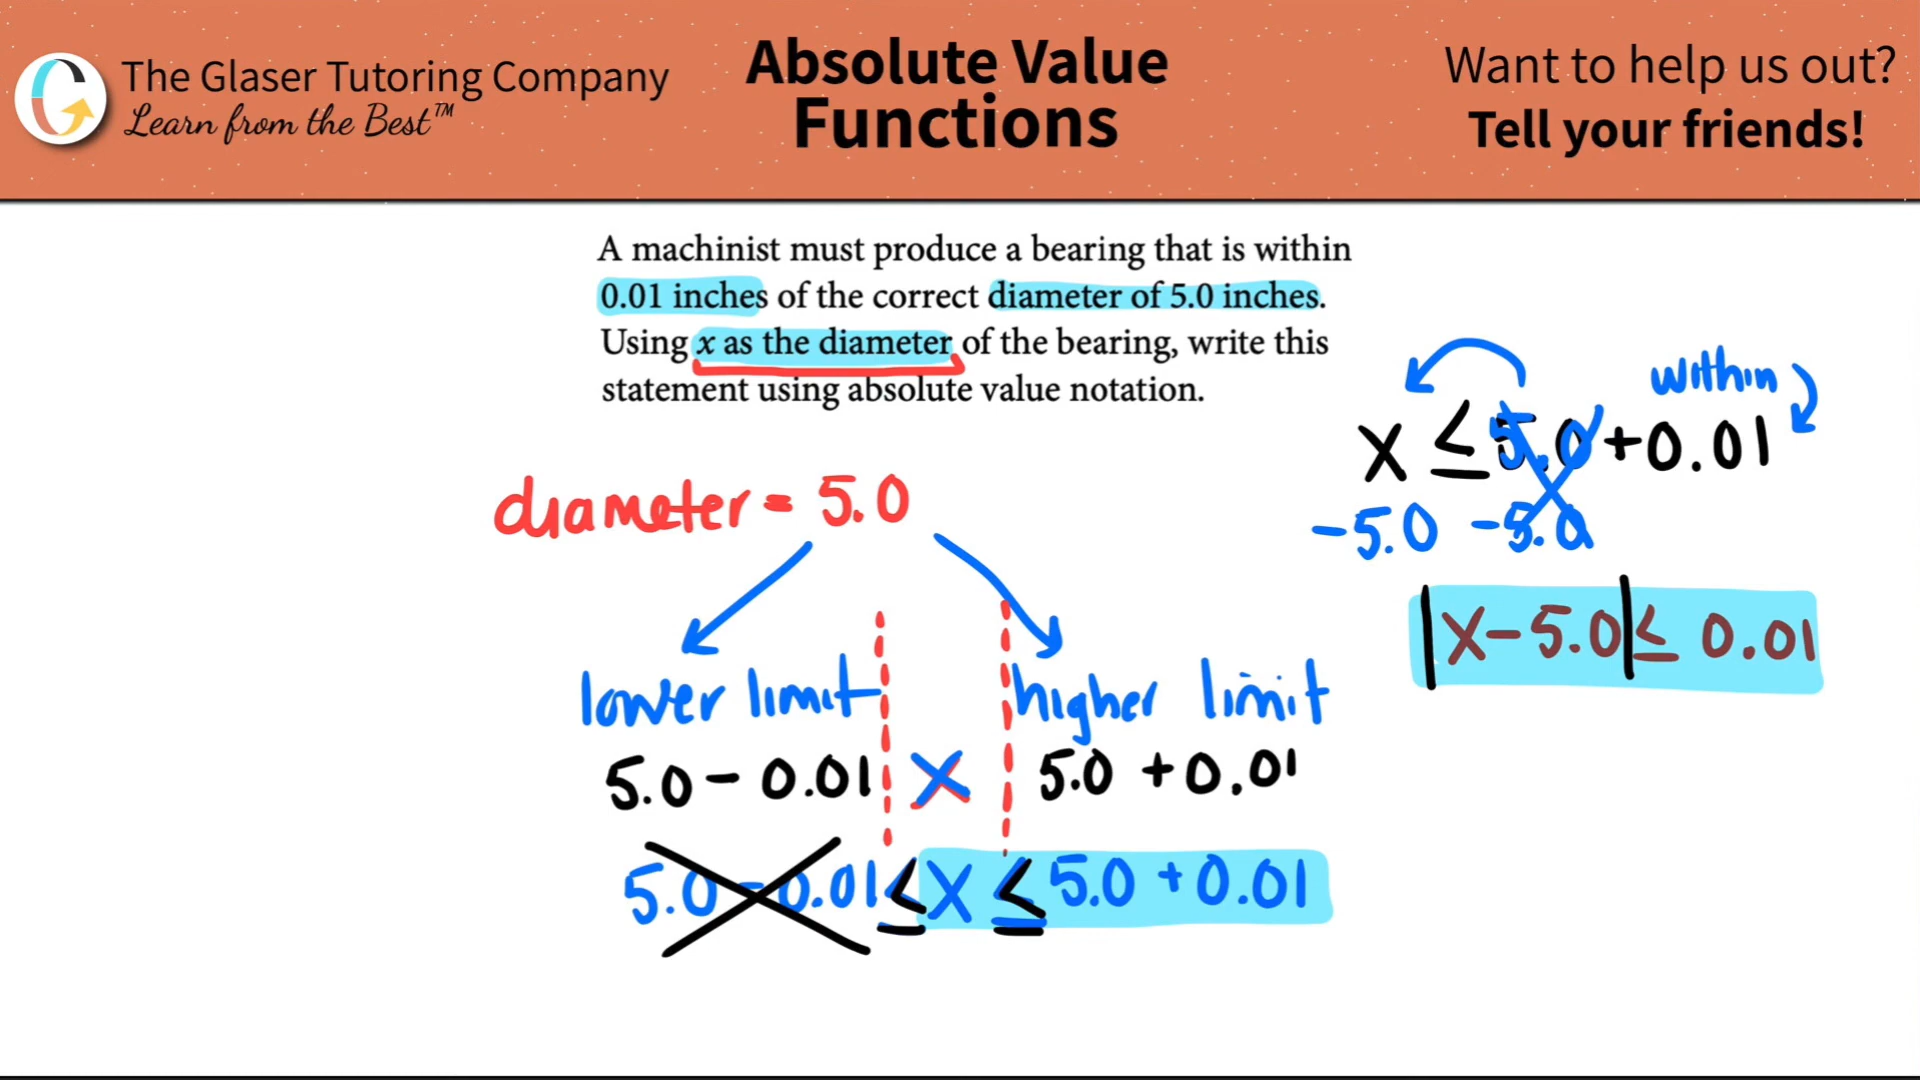 The Glaser Tutoring Company
Learn from the Best™
Absolute Value
Functions
Want to help us out?
Tell your friends!
A machinist must produce a bearing that is within
0.01 inches of the correct diameter of 5.0 inches.
Using x as the diameter of the bearing, write this
statement using absolute value notation.
within
x ≤ 5.0 + 0.01
-5.0 -5.0
|x - 5.0| ≤ 0.01
diameter = 5.0
lower limit higher limit
5.0 - 0.01 x 5.0 + 0.01
5.0 - 0.01 ≤ x ≤ 5.0 + 0.01